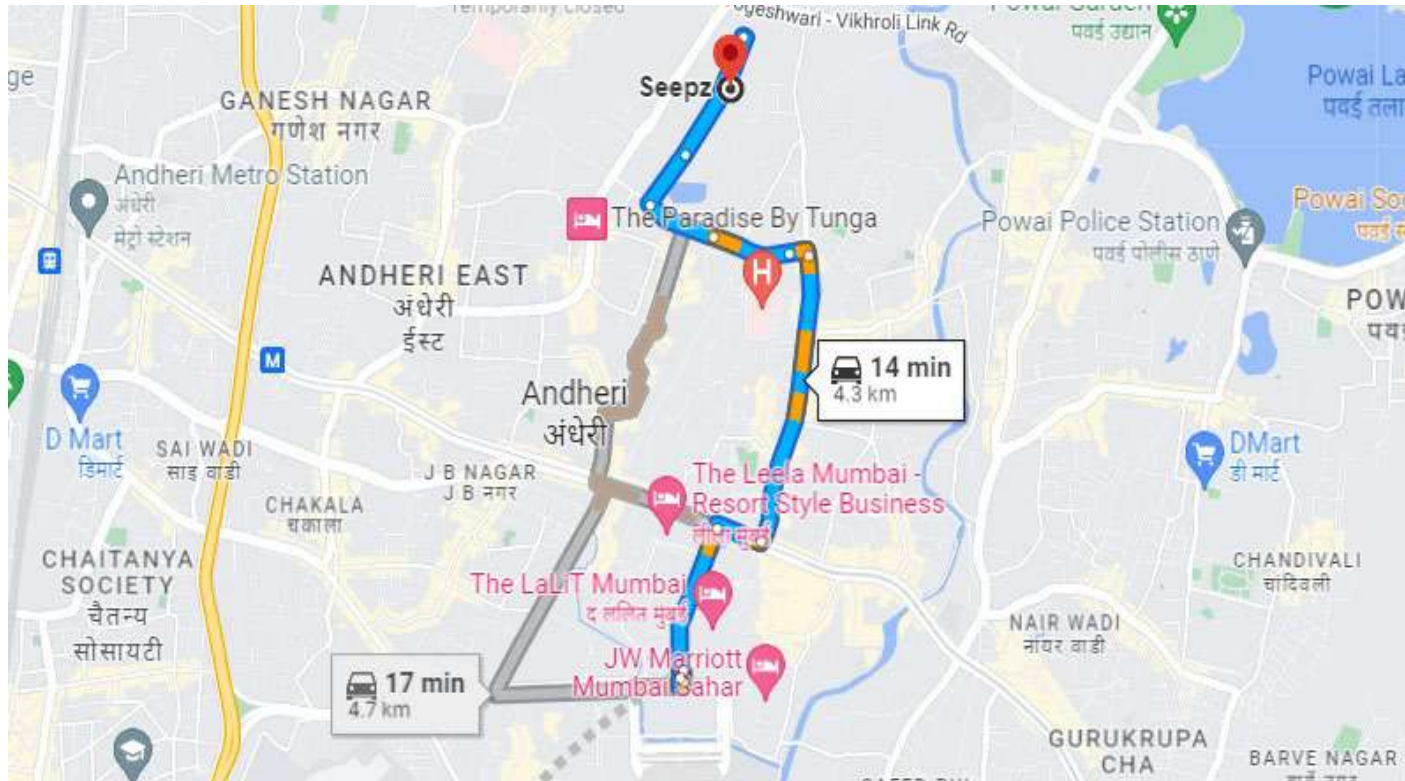 Temporarily closed
ogeshwari - Vikhroli Link Rd
पवई उद्यान
ge
Seepz
GANESH NAGAR
गणेश नगर
Powai La
पवई तला
Andheri Metro Station
अंधेरी
मेट्रो स्टेशन
The Paradise By Tunga
Powai Police Station
पवई पोलीस ठाणे
Powai So
ANDHERI EAST
अंधेरी
ईस्ट
H
POW
पवई
M
14 min
4.3 km
Andheri
अंधेरी
D Mart
डिमार्ट
SAI WADI
साइ वाडी
J B NAGAR
J B नगर
The Leela Mumbai -
Resort Style Business
लीला मुंबई
DMart
डी मार्ट
CHAKALA
चकाला
CHAITANYA
SOCIETY
चैतन्य
सोसायटी
The LaLiT Mumbai
द ललित मुंबई
CHANDIVALI
चांदिवली
NAIR WADI
नायर वाडी
JW Marriott
Mumbai Sahar
17 min
4.7 km
GURUKRUPA
CHA
BARVE NAGAR